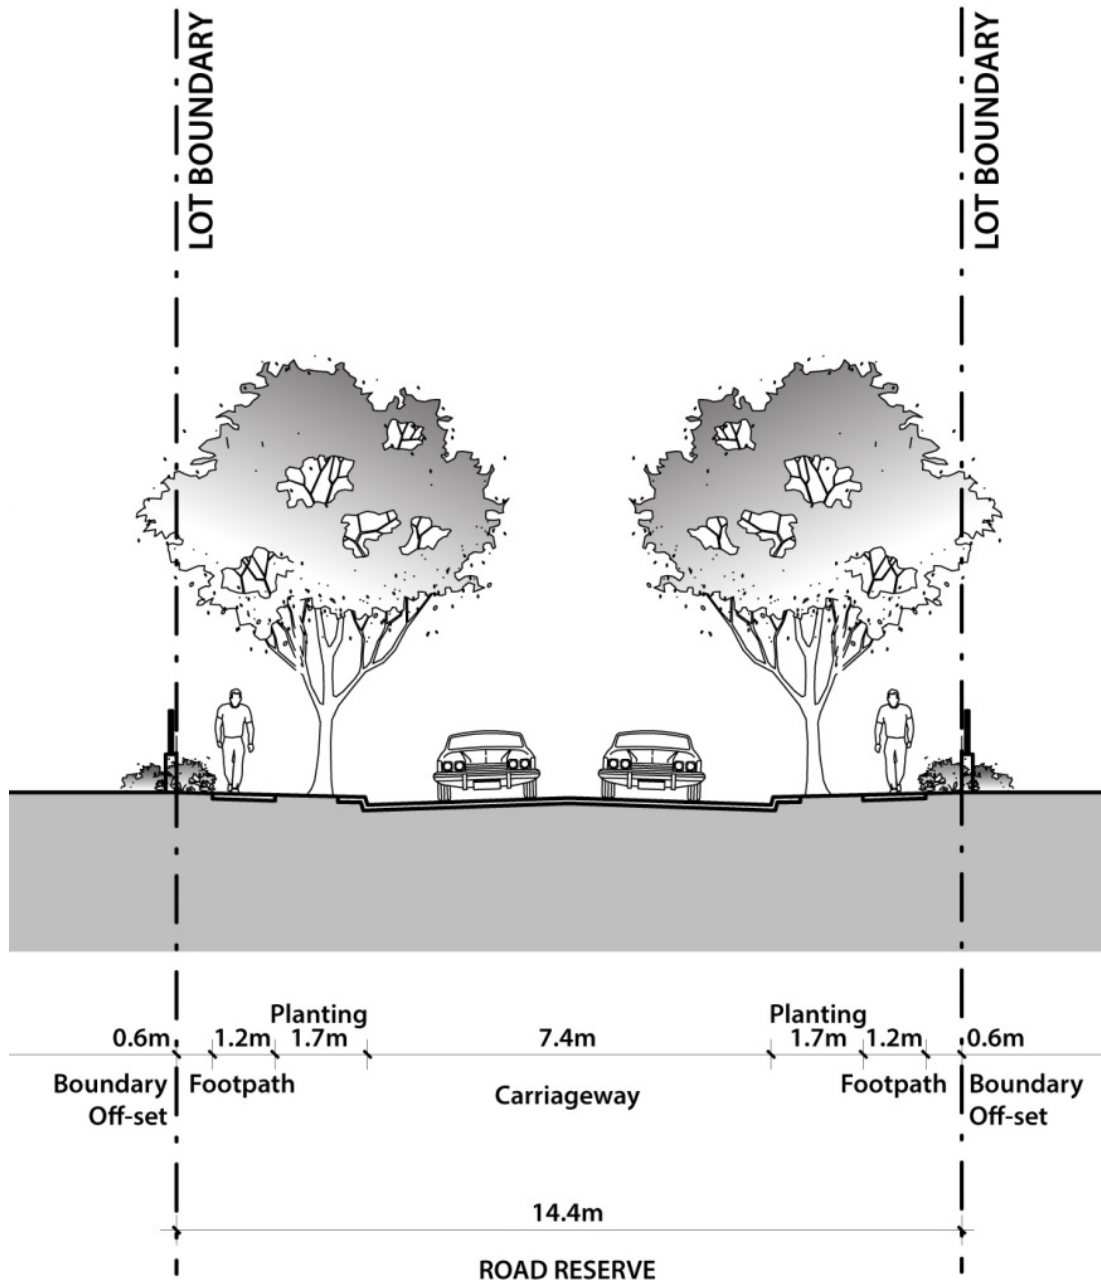 LOT BOUNDARY
LOT BOUNDARY
Planting
Planting
0.6m
1.2m
1.7m
7.4m
1.7m
1.2m
0.6m
Boundary
Off-set
Footpath
Carriageway
Footpath
Boundary
Off-set
14.4m
ROAD RESERVE